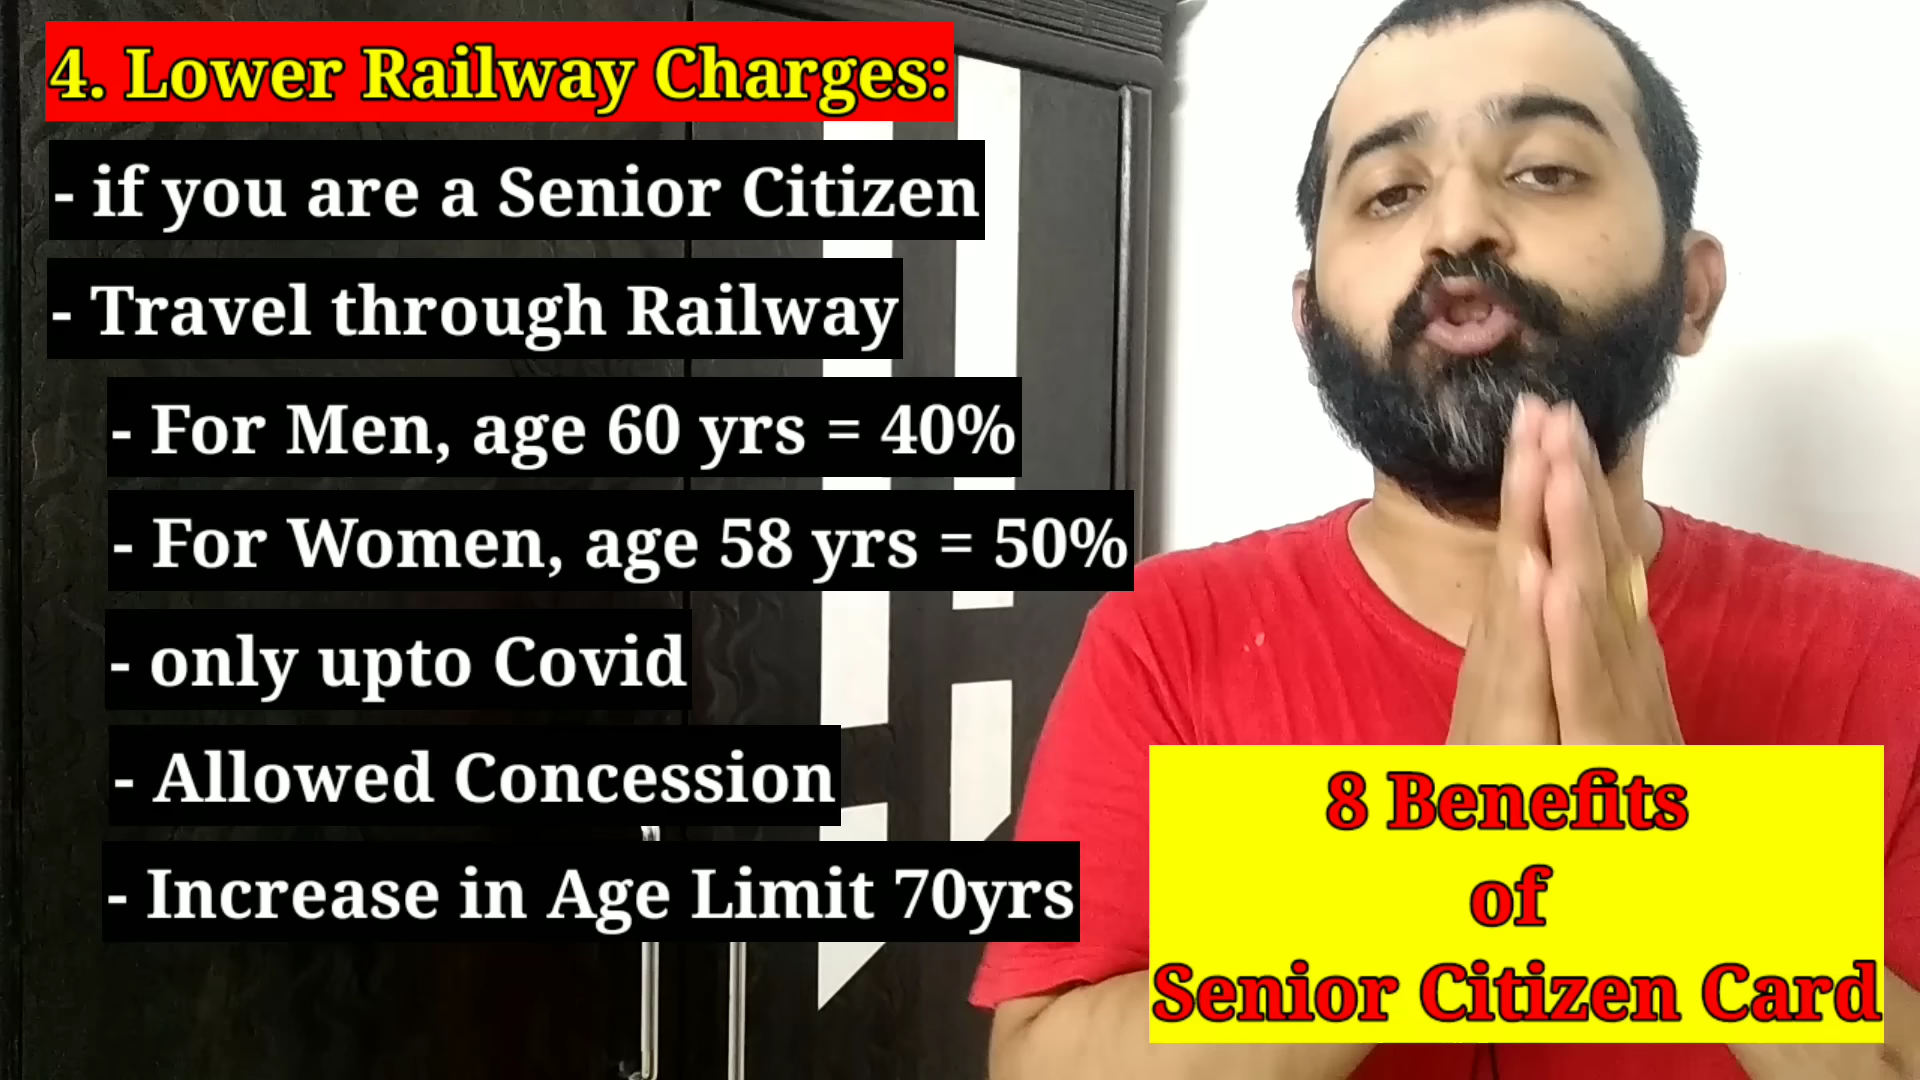 4. Lower Railway Charges:
- if you are a Senior Citizen
- Travel through Railway
- For Men, age 60 yrs = 40%
- For Women, age 58 yrs = 50%
- only upto Covid
- Allowed Concession
- Increase in Age Limit 70yrs
8 Benefits
of
Senior Citizen Card